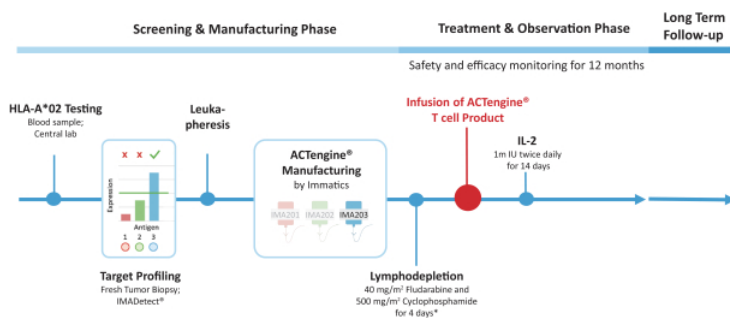 Screening & Manufacturing Phase
Treatment & Observation Phase
Long Term
Follow-up
Safety and efficacy monitoring for 12 months
HLA-A*02 Testing
Blood sample;
Central lab
x x
Expression
Antigen
1 2 3
Target Profiling
Fresh Tumor Biopsy;
IMADetect®
Leuka-
pheresis
ACTengine®
Manufacturing
by Immatics
IMA201 IMA202 IMA203
Lymphodepletion
40 mg/m² Fludarabine and
500 mg/m² Cyclophosphamide
for 4 days*
Infusion of ACTengine®
T cell Product
IL-2
1m IU twice daily
for 14 days